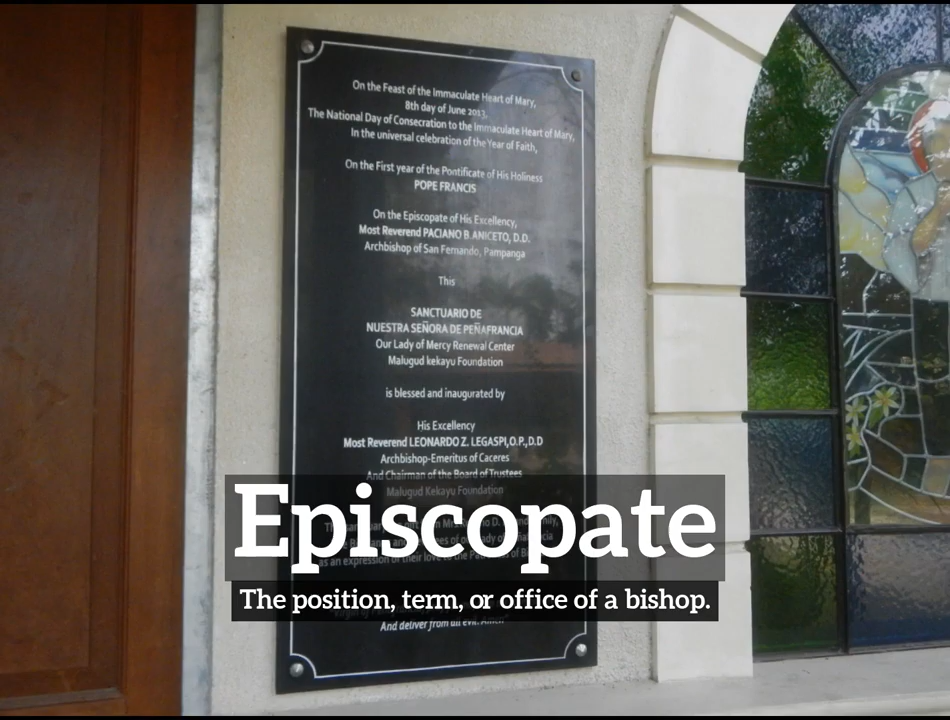 On the Feast of the Immaculate Heart of Mary,
8th day of June 2013.
The National Day of Consecration to the Immaculate Heart of Mary,
In the universal celebration of the Year of Faith,
On the First year of the Pontificate of His Holiness
POPE FRANCIS
On the Episcopate of His Excellency,
Most Reverend PACIANO B. ANICETO, D.D.
Archbishop of San Fernando, Pampanga
This
SANCTUARIO DE
NUESTRA SEÑORA DE PEÑAFRANCIA
Our Lady of Mercy Renewal Center
Malugud kekayu Foundation
is blessed and inaugurated by
His Excellency
Most Reverend LEONARDO Z. LEGASPI,O.P.,D.D
Archbishop-Emeritus of Caceres
And Chairman of the Board of Trustees
Malugud Kekayu Foundation
Episcopate
as an expression of their love to the
The position, term, or office of a bishop.
And deliver from all evil. Amen.